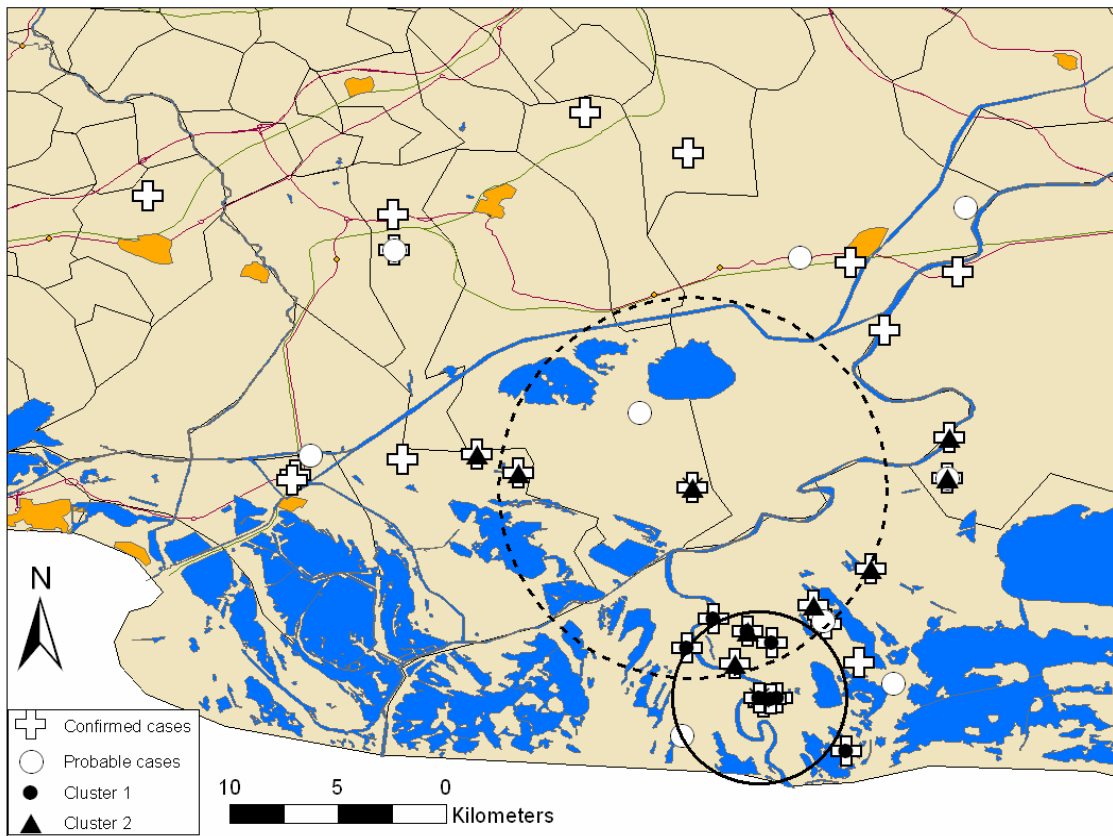 N
Confirmed cases
Probable cases
Cluster 1
Cluster 2
10 5 0
Kilometers